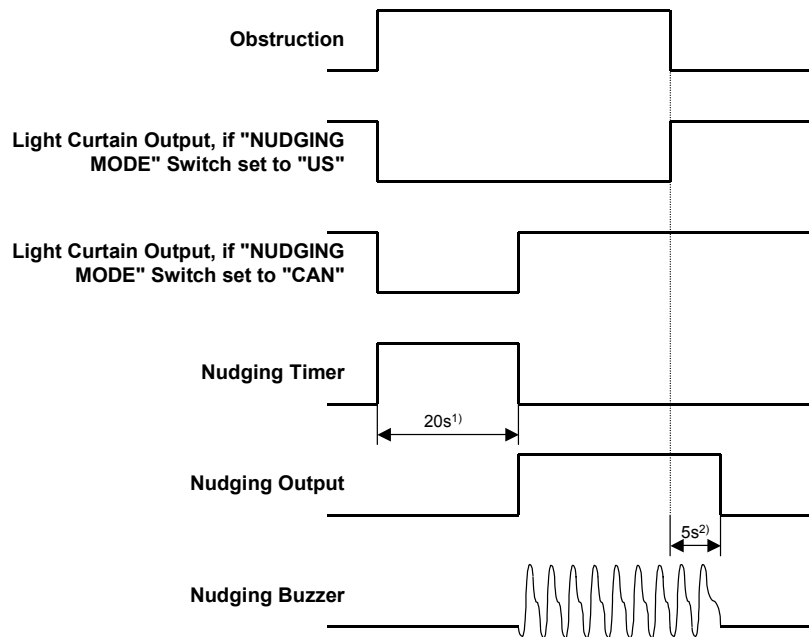 Obstruction
Light Curtain Output, if "NUDGING
MODE" Switch set to "US"
Light Curtain Output, if "NUDGING
MODE" Switch set to "CAN"
Nudging Timer
20s1)
Nudging Output
5s2)
Nudging Buzzer